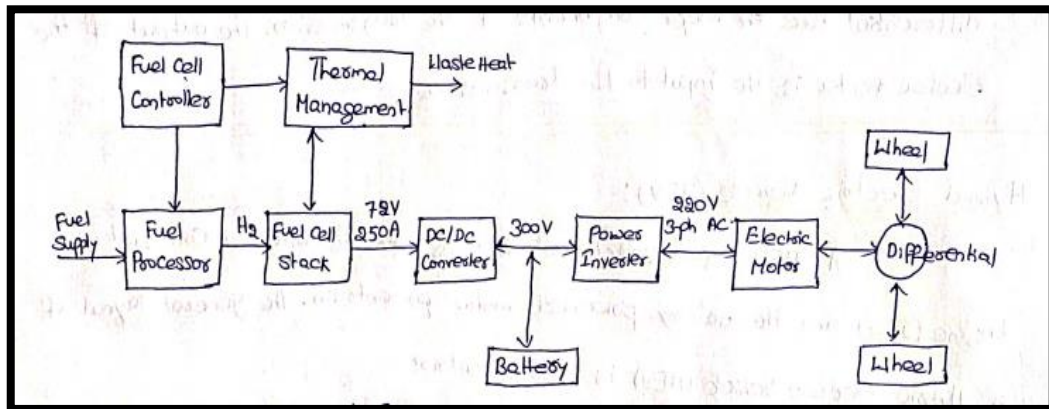 Fuel Cell
Controller
Thermal
Management
Waste Heat
Wheel
Fuel
Supply
Fuel
Processor
H2
Fuel Cell
Stack
72V
250A
DC/DC
Converter
300V
Power
Inverter
220V
3-ph AC
Electric
Motor
Differential
Battery
Wheel